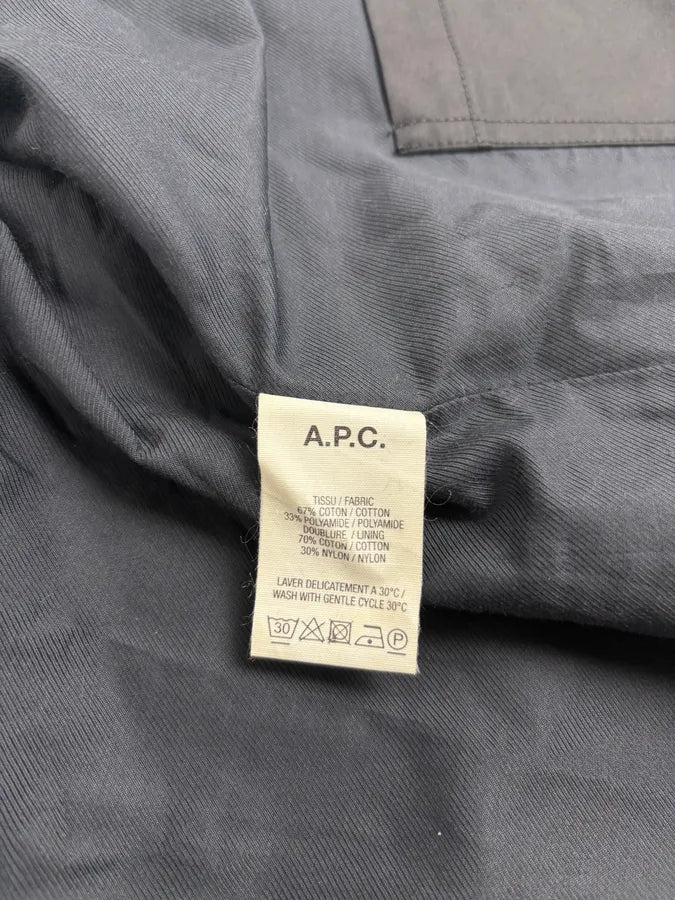 A.P.C.
TISSU / FABRIC
67% COTON / COTTON
33% POLYAMIDE / POLYAMIDE
DOUBLURE / LINING
70% COTON / COTTON
30% NYLON / NYLON
LAVER DELICATEMENT A 30°C /
WASH WITH GENTLE CYCLE 30°C
30 P